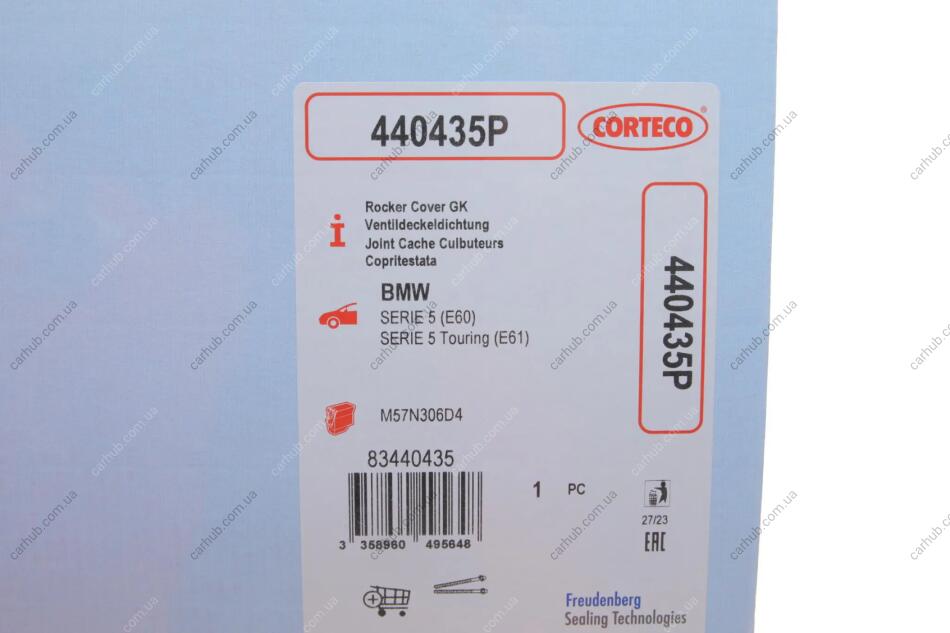 440435P
CORTECO®
Rocker Cover GK
Ventildeckeldichtung
Joint Cache Culbuteurs
Copritestata
BMW
SERIE 5 (E60)
SERIE 5 Touring (E61)
440435P
M57N306D4
83440435
1 PC
27/23
EAC
3 358960 495648
Freudenberg
Sealing Technologies
carhub.com.ua